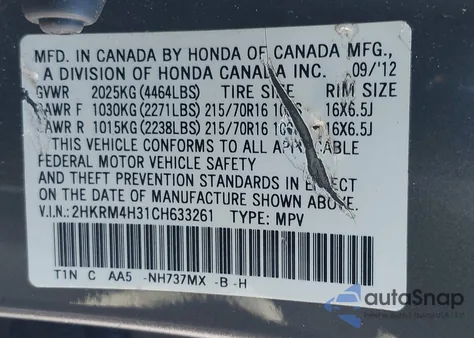 MFD. IN CANADA BY HONDA OF CANADA MFG.,
A DIVISION OF HONDA CANADA INC. 09/'12
GVWR 2025KG (4464LBS) TIRE SIZE RIM SIZE
GAWR F 1030KG (2271LBS) 215/70R16 16X6.5J
GAWR R 1015KG (2238LBS) 215/70R16 16X6.5J
THIS VEHICLE CONFORMS TO ALL APPLICABLE
FEDERAL MOTOR VEHICLE SAFETY
AND THEFT PREVENTION STANDARDS IN EFFECT
ON THE DATE OF MANUFACTURE SHOWN ABOVE.
V.I.N.: 2HKRM4H31CH633261 TYPE: MPV
T1N C AA5 -NH737MX -B -H
autoSnap